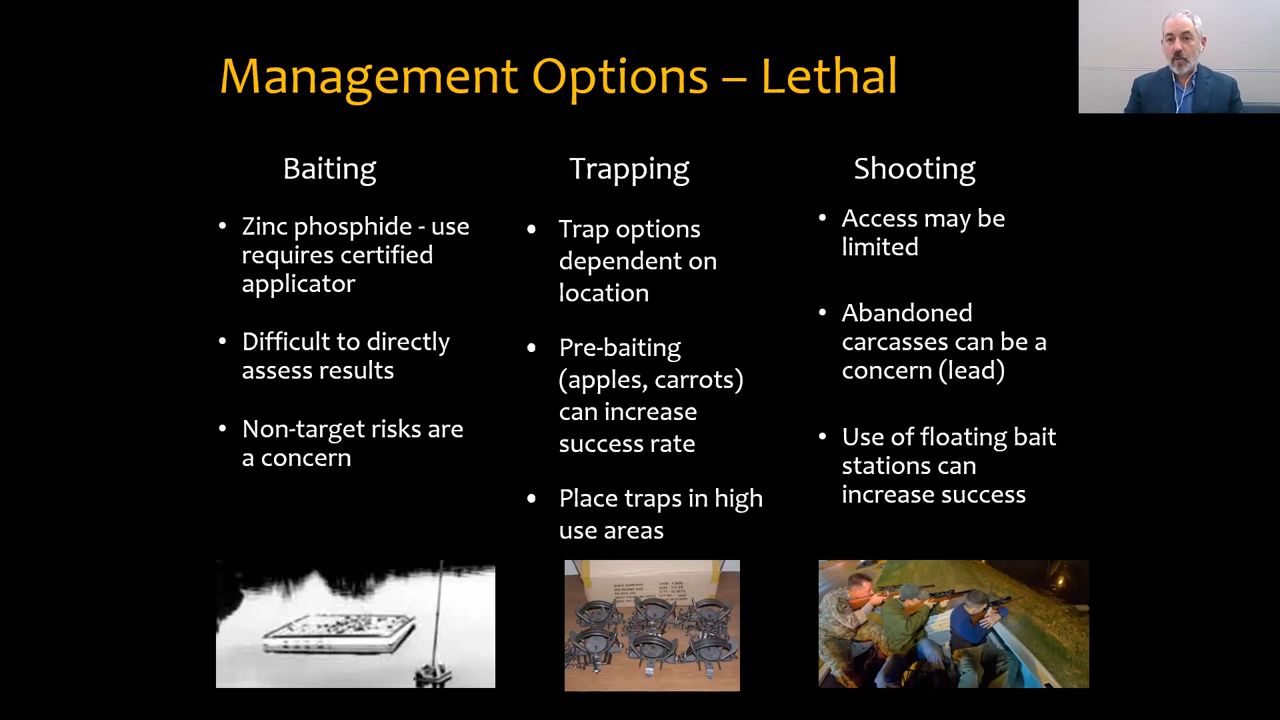 Management Options – Lethal
Baiting
• Zinc phosphide - use
requires certified
applicator
• Difficult to directly
assess results
• Non-target risks are
a concern
Trapping
• Trap options
dependent on
location
• Pre-baiting
(apples, carrots)
can increase
success rate
• Place traps in high
use areas
Shooting
• Access may be
limited
• Abandoned
carcasses can be a
concern (lead)
• Use of floating bait
stations can
increase success